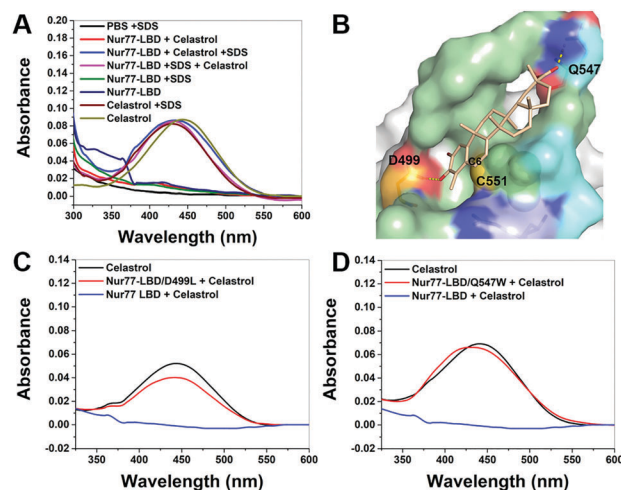 A
0.20
0.18
0.16
0.14
0.12
0.10
0.08
0.06
0.04
0.02
0.00
Absorbance
PBS +SDS
Nur77-LBD + Celastrol
Nur77-LBD + Celastrol +SDS
Nur77-LBD +SDS + Celastrol
Nur77-LBD +SDS
Nur77-LBD
Celastrol +SDS
Celastrol
300 350 400 450 500 550 600
Wavelength (nm)
B
Q547
D499
C6
C551
C
0.14
0.12
0.10
0.08
0.06
0.04
0.02
0.00
-0.02
Absorbance
Celastrol
Nur77-LBD/D499L + Celastrol
Nur77 LBD + Celastrol
350 400 450 500 550 600
Wavelength (nm)
D
0.14
0.12
0.10
0.08
0.06
0.04
0.02
0.00
-0.02
Absorbance
Celastrol
Nur77-LBD/Q547W + Celastrol
Nur77-LBD + Celastrol
350 400 450 500 550 600
Wavelength (nm)